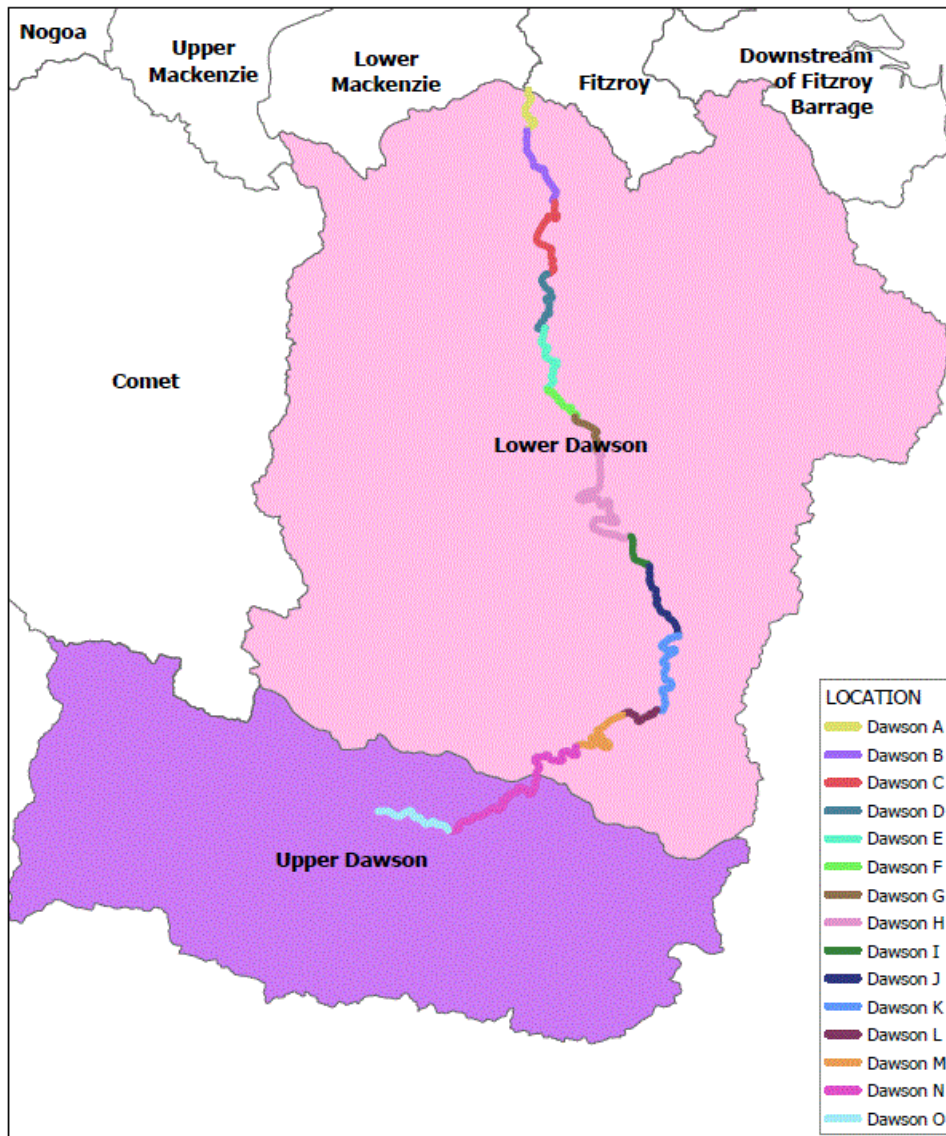 Nogoa
Upper
Mackenzie
Lower
Mackenzie
Fitzroy
Downstream
of Fitzroy
Barrage
Comet
Lower Dawson
Upper Dawson
LOCATION
Dawson A
Dawson B
Dawson C
Dawson D
Dawson E
Dawson F
Dawson G
Dawson H
Dawson I
Dawson J
Dawson K
Dawson L
Dawson M
Dawson N
Dawson O